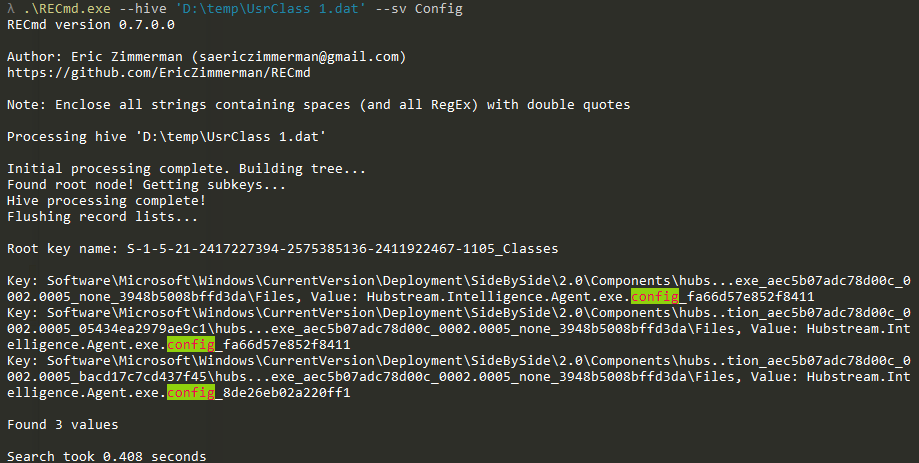 λ .\RECmd.exe --hive 'D:\temp\UsrClass 1.dat' --sv Config
RECmd version 0.7.0.0
Author: Eric Zimmerman (saericzimmerman@gmail.com)
https://github.com/EricZimmerman/RECmd
Note: Enclose all strings containing spaces (and all RegEx) with double quotes
Processing hive 'D:\temp\UsrClass 1.dat'
Initial processing complete. Building tree...
Found root node! Getting subkeys...
Hive processing complete!
Flushing record lists...
Root key name: S-1-5-21-2417227394-2575385136-2411922467-1105_Classes
Key: Software\Microsoft\Windows\CurrentVersion\Deployment\SideBySide\2.0\Components\hubs...exe_aec5b07adc78d00c_0
002.0005_none_3948b5008bffd3da\Files, Value: Hubstream.Intelligence.Agent.exe.config_fa66d57e852f8411
Key: Software\Microsoft\Windows\CurrentVersion\Deployment\SideBySide\2.0\Components\hubs..tion_aec5b07adc78d00c_0
002.0005_05434ea2979ae9c1\hubs...exe_aec5b07adc78d00c_0002.0005_none_3948b5008bffd3da\Files, Value: Hubstream.Int
elligence.Agent.exe.config_fa66d57e852f8411
Key: Software\Microsoft\Windows\CurrentVersion\Deployment\SideBySide\2.0\Components\hubs..tion_aec5b07adc78d00c_0
002.0005_bacd17c7cd437f45\hubs...exe_aec5b07adc78d00c_0002.0005_none_3948b5008bffd3da\Files, Value: Hubstream.Int
elligence.Agent.exe.config_8de26eb02a220ff1
Found 3 values
Search took 0.408 seconds